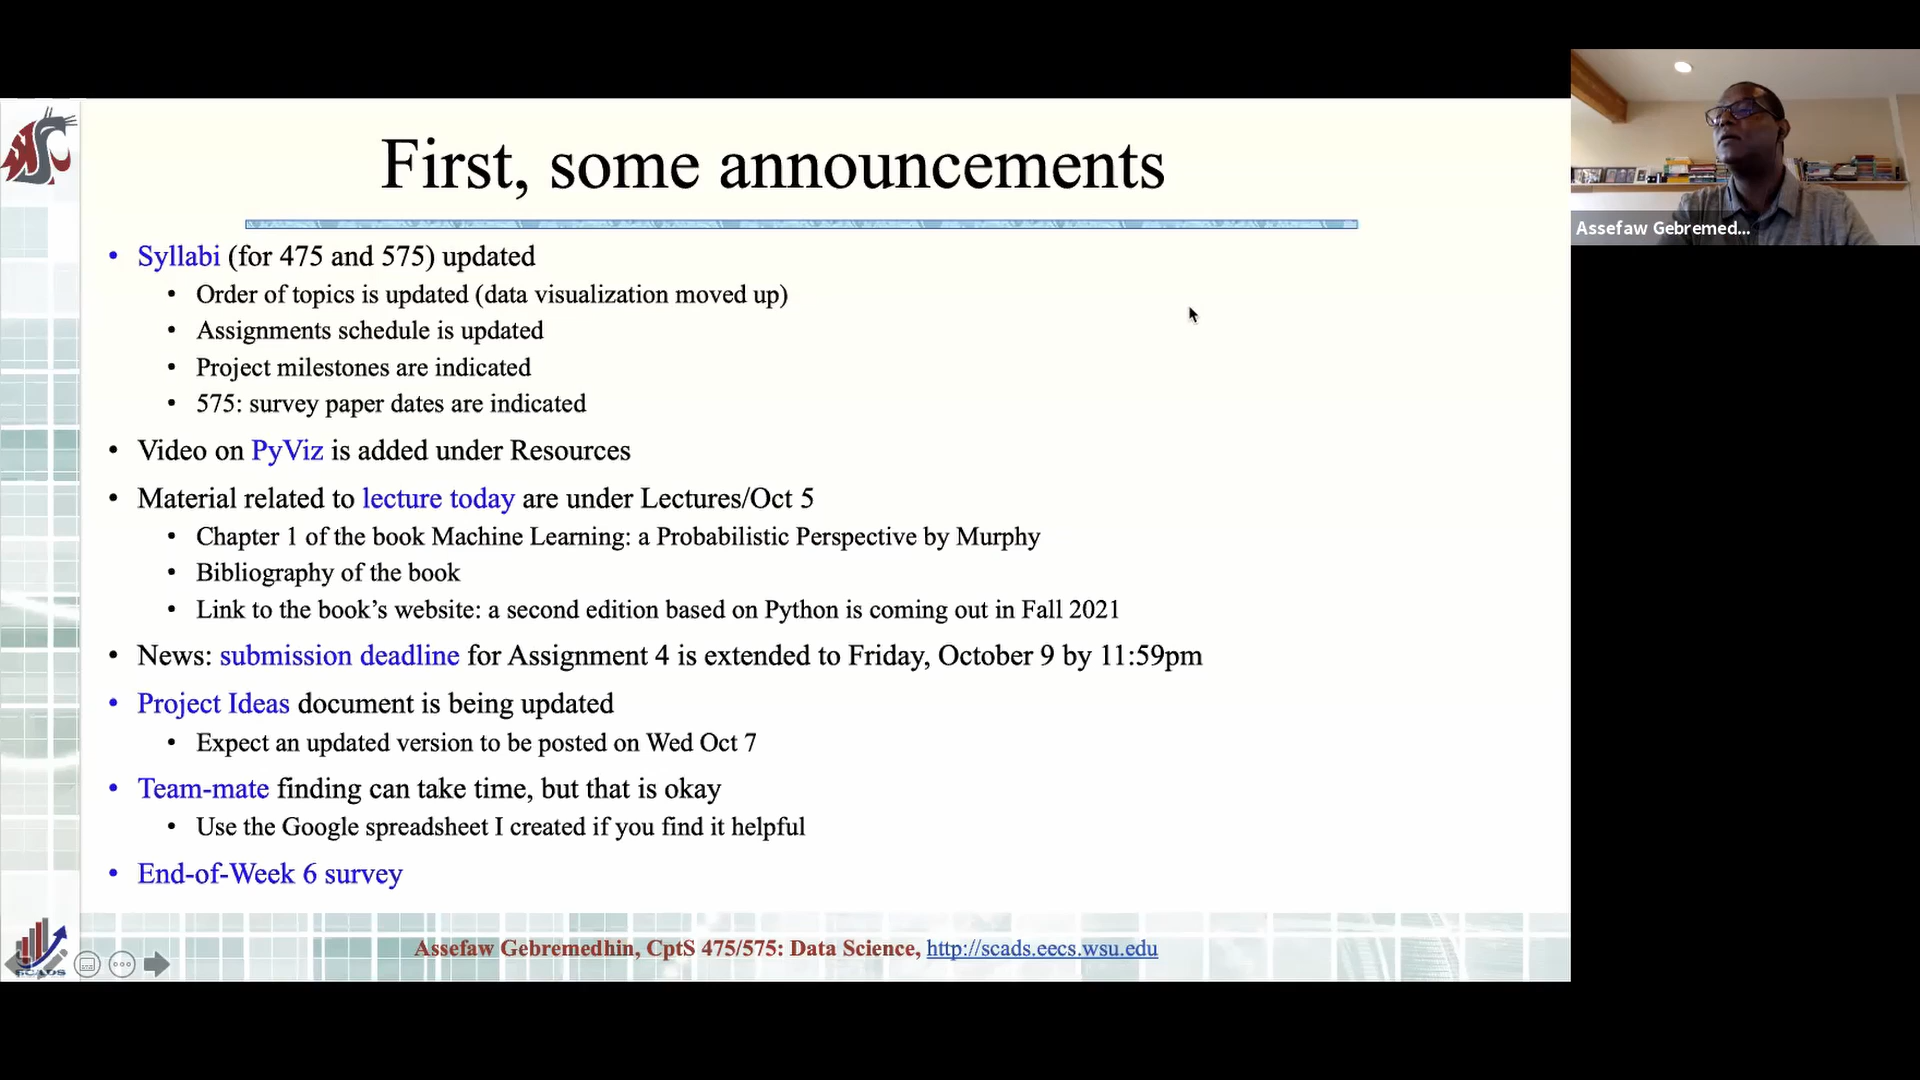 First, some announcements
Assefaw Gebremed...
• Syllabi (for 475 and 575) updated
• Order of topics is updated (data visualization moved up)
• Assignments schedule is updated
• Project milestones are indicated
• 575: survey paper dates are indicated
• Video on PyViz is added under Resources
• Material related to lecture today are under Lectures/Oct 5
• Chapter 1 of the book Machine Learning: a Probabilistic Perspective by Murphy
• Bibliography of the book
• Link to the book’s website: a second edition based on Python is coming out in Fall 2021
• News: submission deadline for Assignment 4 is extended to Friday, October 9 by 11:59pm
• Project Ideas document is being updated
• Expect an updated version to be posted on Wed Oct 7
• Team-mate finding can take time, but that is okay
• Use the Google spreadsheet I created if you find it helpful
• End-of-Week 6 survey
Assefaw Gebremedhin, CptS 475/575: Data Science, http://scads.eecs.wsu.edu